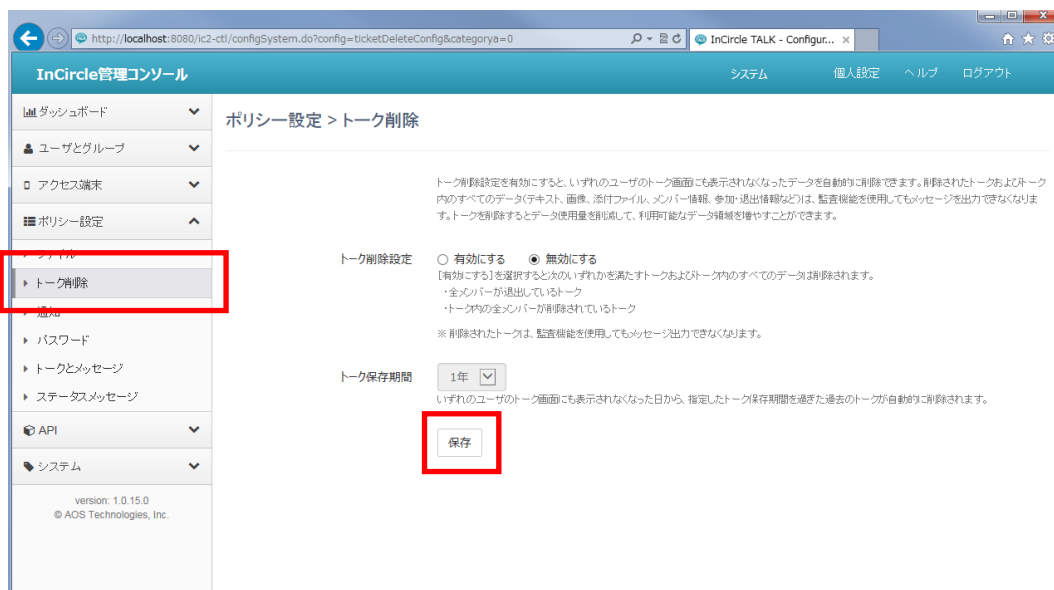 http://localhost:8080/ic2-ctl/configSystem.do?config=ticketDeleteConfig&categorya=0
InCircle TALK - Configur...
InCircle管理コンソール
システム
個人設定
ヘルプ
ログアウト
ダッシュボード
ユーザとグループ
アクセス端末
ポリシー設定
ファイル
トーク削除
通知
パスワード
トークとメッセージ
ステータスメッセージ
API
システム
version: 1.0.15.0
© AOS Technologies, Inc.
ポリシー設定 > トーク削除
トーク削除設定を有効にすると、いずれのユーザのトーク画面にも表示されなくなったデータを自動的に削除できます。削除されたトークおよびトーク
内のすべてのデータ(テキスト、画像、添付ファイル、メンバー情報、参加・退出情報など)は、監査機能を使用してもメッセージを出力できなくなりま
す。トークを削除するとデータ使用量を削減して、利用可能なデータ領域を増やすことができます。
トーク削除設定
有効にする
無効にする
[有効にする]を選択すると次のいずれかを満たすトークおよびトーク内のすべてのデータは削除されます。
・全メンバーが退出しているトーク
・トーク内の全メンバーが削除されているトーク
※ 削除されたトークは、監査機能を使用してもメッセージ出力できなくなります。
トーク保存期間
1年
いずれのユーザのトーク画面にも表示されなくなった日から、指定したトーク保存期間を過ぎた過去のトークが自動的に削除されます。
保存